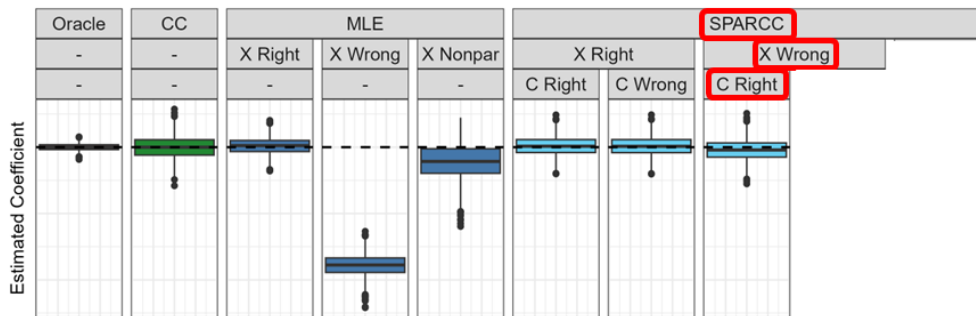 Oracle CC MLE SPARCC
- - X Right X Wrong X Nonpar X Right X Wrong
- - - - - C Right C Wrong C Right
Estimated Coefficient